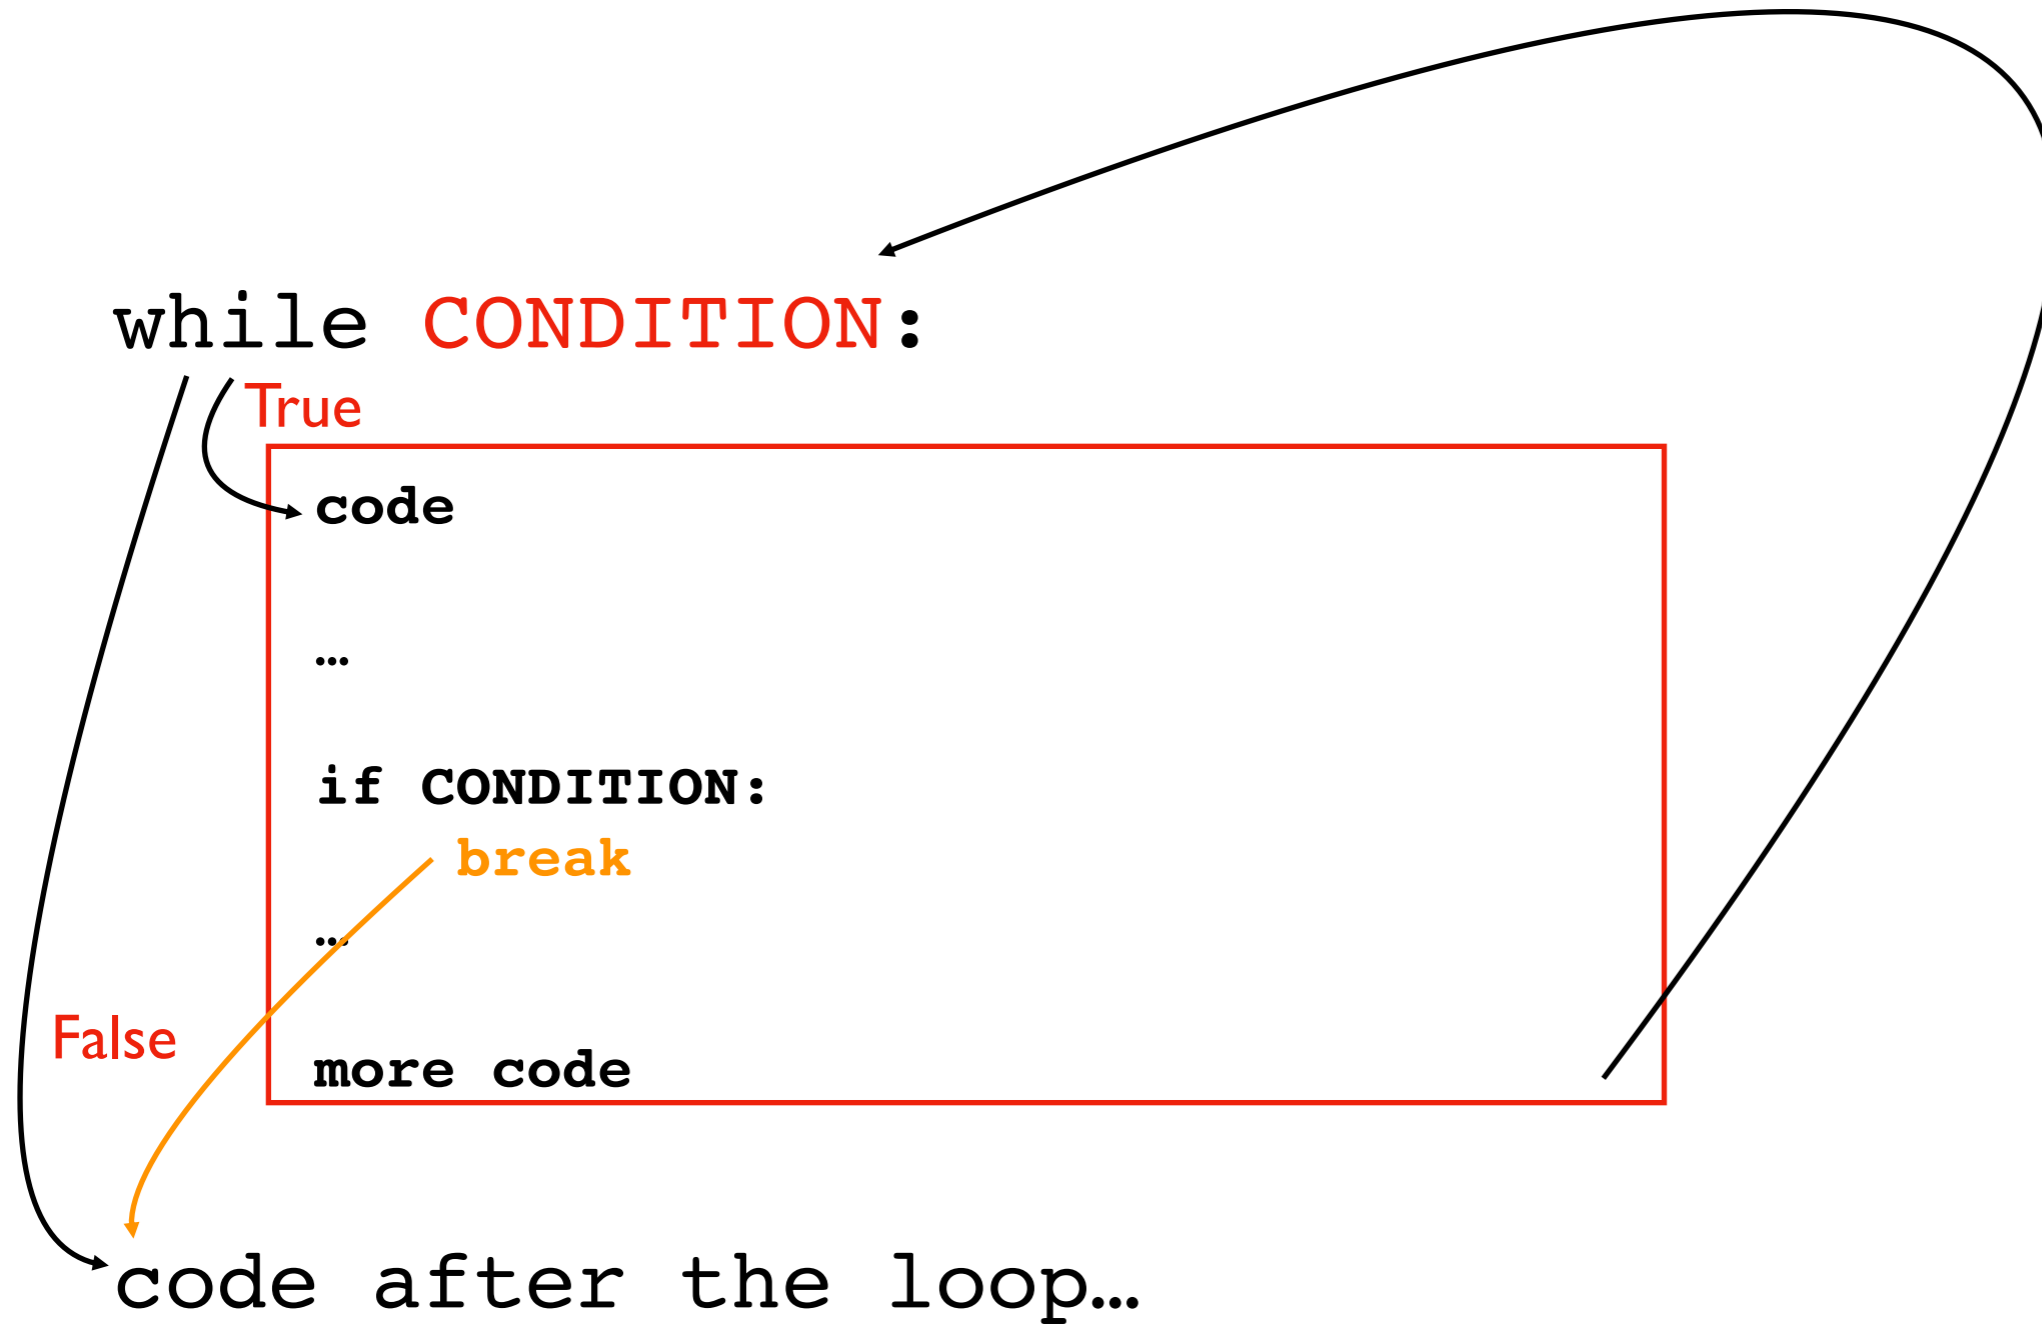 while CONDITION:
True
code
…
if CONDITION:
break
…
False
more code
code after the loop…